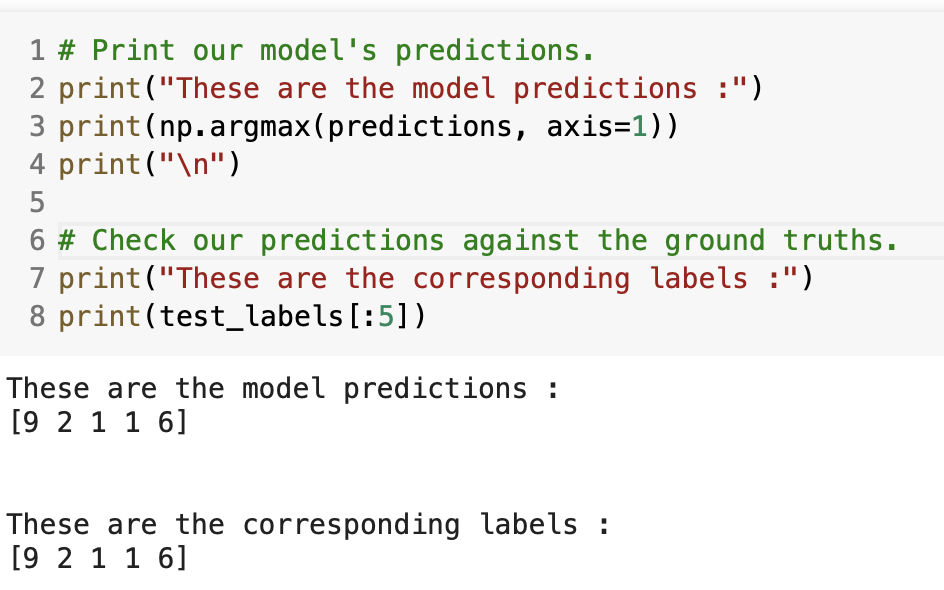 1 # Print our model's predictions.
2 print("These are the model predictions :")
3 print(np.argmax(predictions, axis=1))
4 print("\n")
5
6 # Check our predictions against the ground truths.
7 print("These are the corresponding labels :")
8 print(test_labels[:5])
These are the model predictions :
[9 2 1 1 6]
These are the corresponding labels :
[9 2 1 1 6]